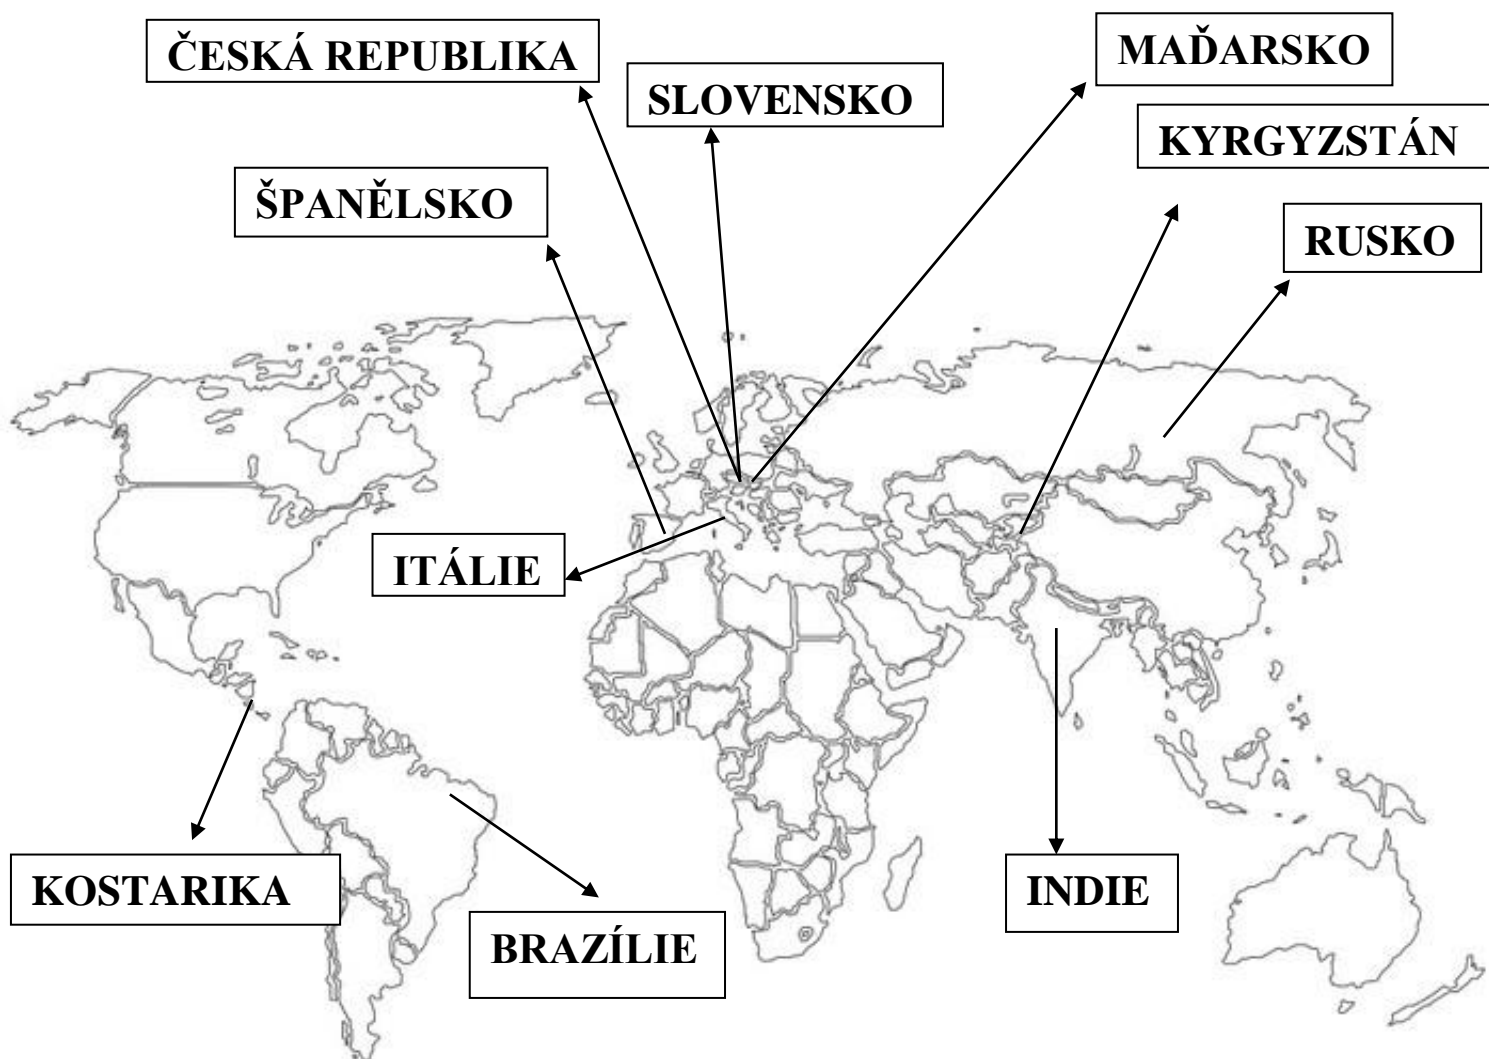 ČESKÁ REPUBLIKA
MAĎARSKO
SLOVENSKO
KYRGYZSTÁN
ŠPANĚLSKO
RUSKO
ITÁLIE
KOSTARIKA
INDIE
BRAZÍLIE